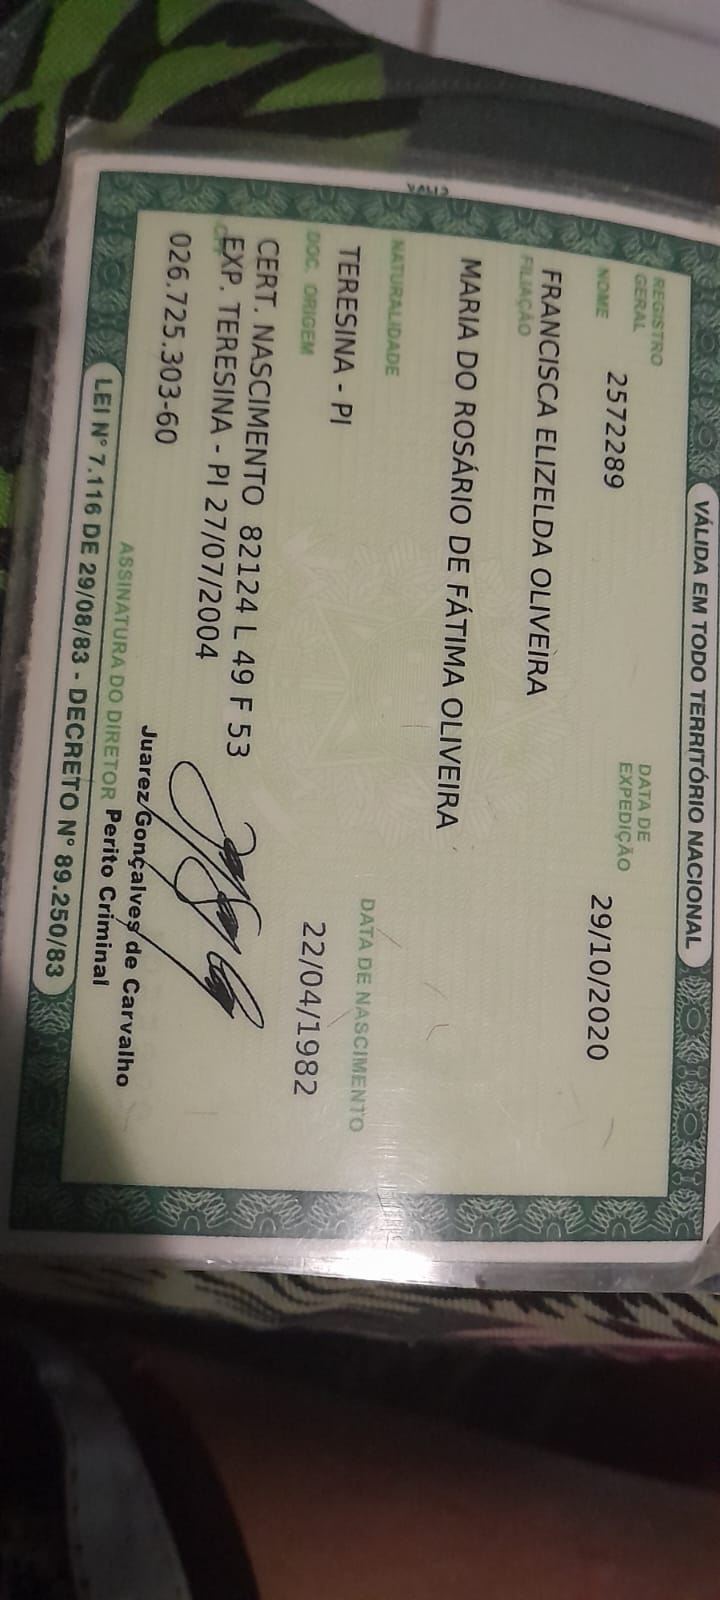 VÁLIDA EM TODO TERRITÓRIO NACIONAL
REGISTRO
GERAL
2572289
DATA DE
EXPEDIÇÃO
29/10/2020
NOME
FRANCISCA ELIZELDA OLIVEIRA
FILIAÇÃO
MARIA DO ROSÁRIO DE FÁTIMA OLIVEIRA
NATURALIDADE
TERESINA - PI
DATA DE NASCIMENTO
22/04/1982
DOC. ORIGEM
CERT. NASCIMENTO 82124 L 49 F 53
EXP. TERESINA - PI 27/07/2004
CPF
026.725.303-60
Juarez Gonçalves de Carvalho
ASSINATURA DO DIRETOR Perito Criminal
LEI Nº 7.116 DE 29/08/83 - DECRETO Nº 89.250/83